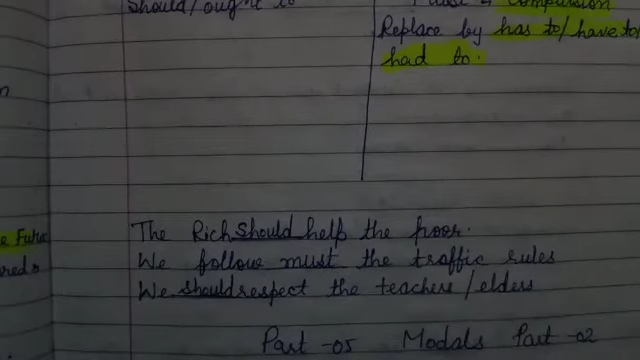 should/ought to
compulsion
Replace by has to/have to/
had to.
The Rich should help the poor.
We follow must the traffic rules
We should respect the teachers/elders
Part -05 Modals Part -02